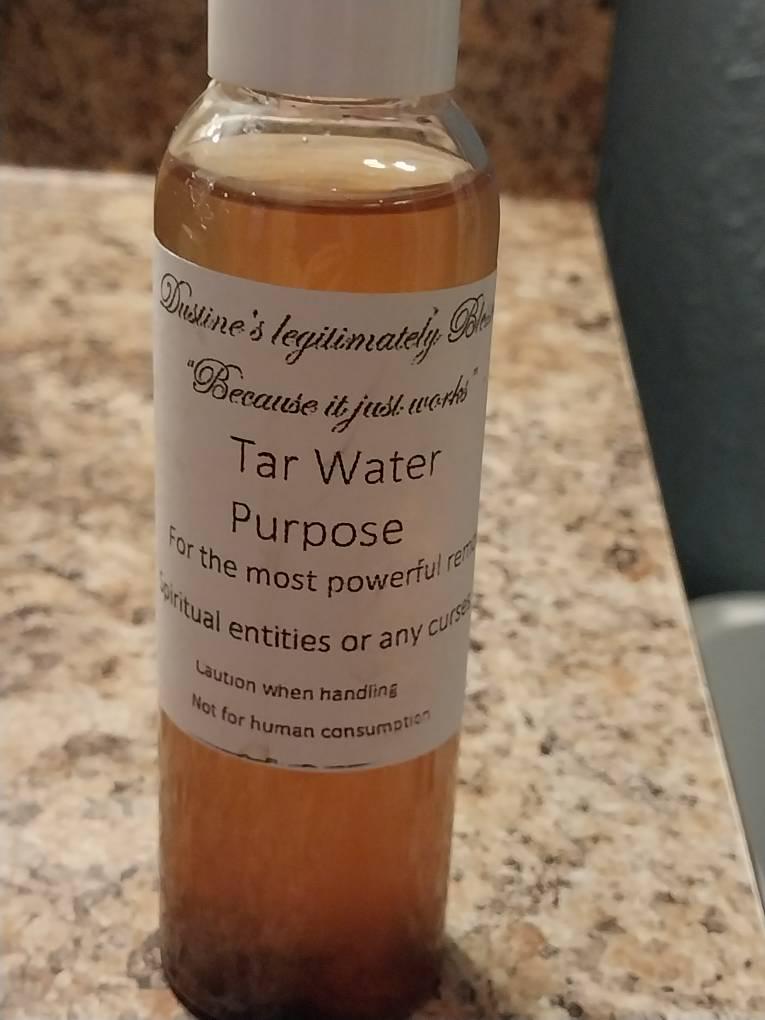 Dustine's legitimately
"Because it just works"
Tar Water
Purpose
For the most powerful
Spiritual entities or any curses
Caution when handling
Not for human consumption